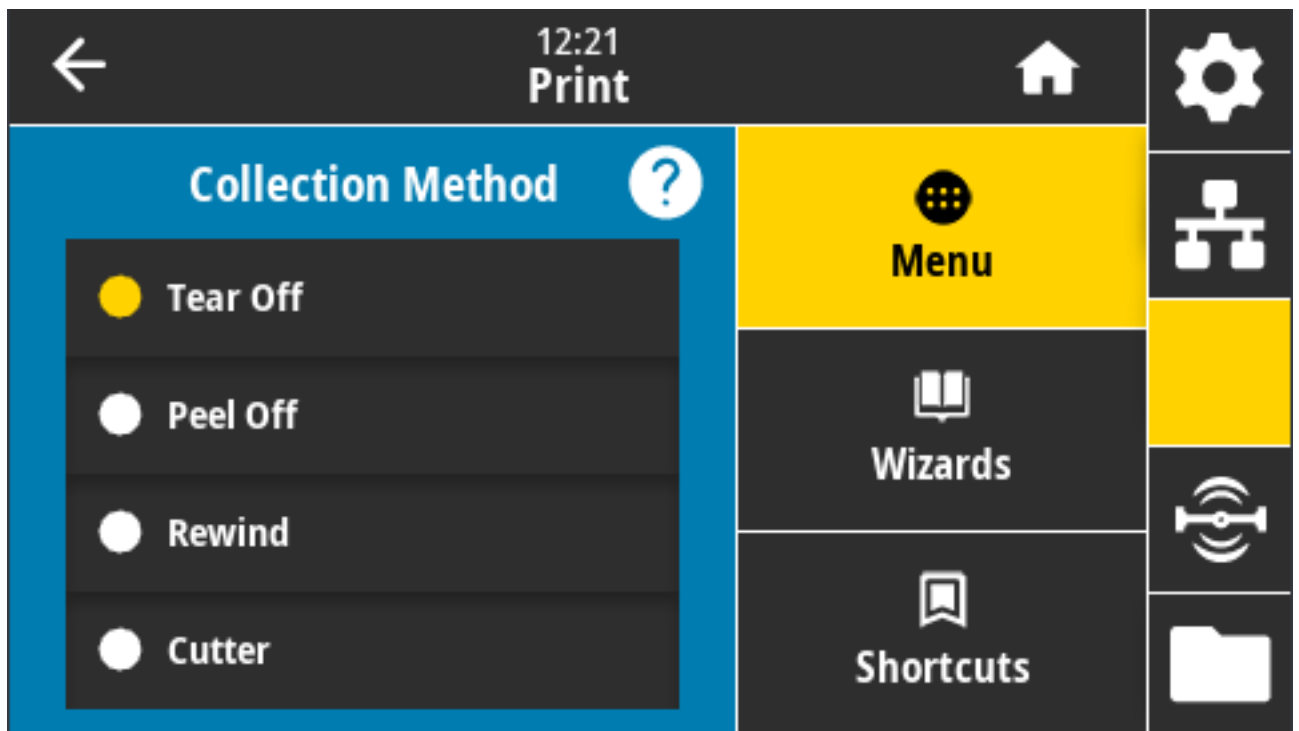 12:21
Print
Collection Method
?
Tear Off
Peel Off
Rewind
Cutter
Menu
Wizards
Shortcuts